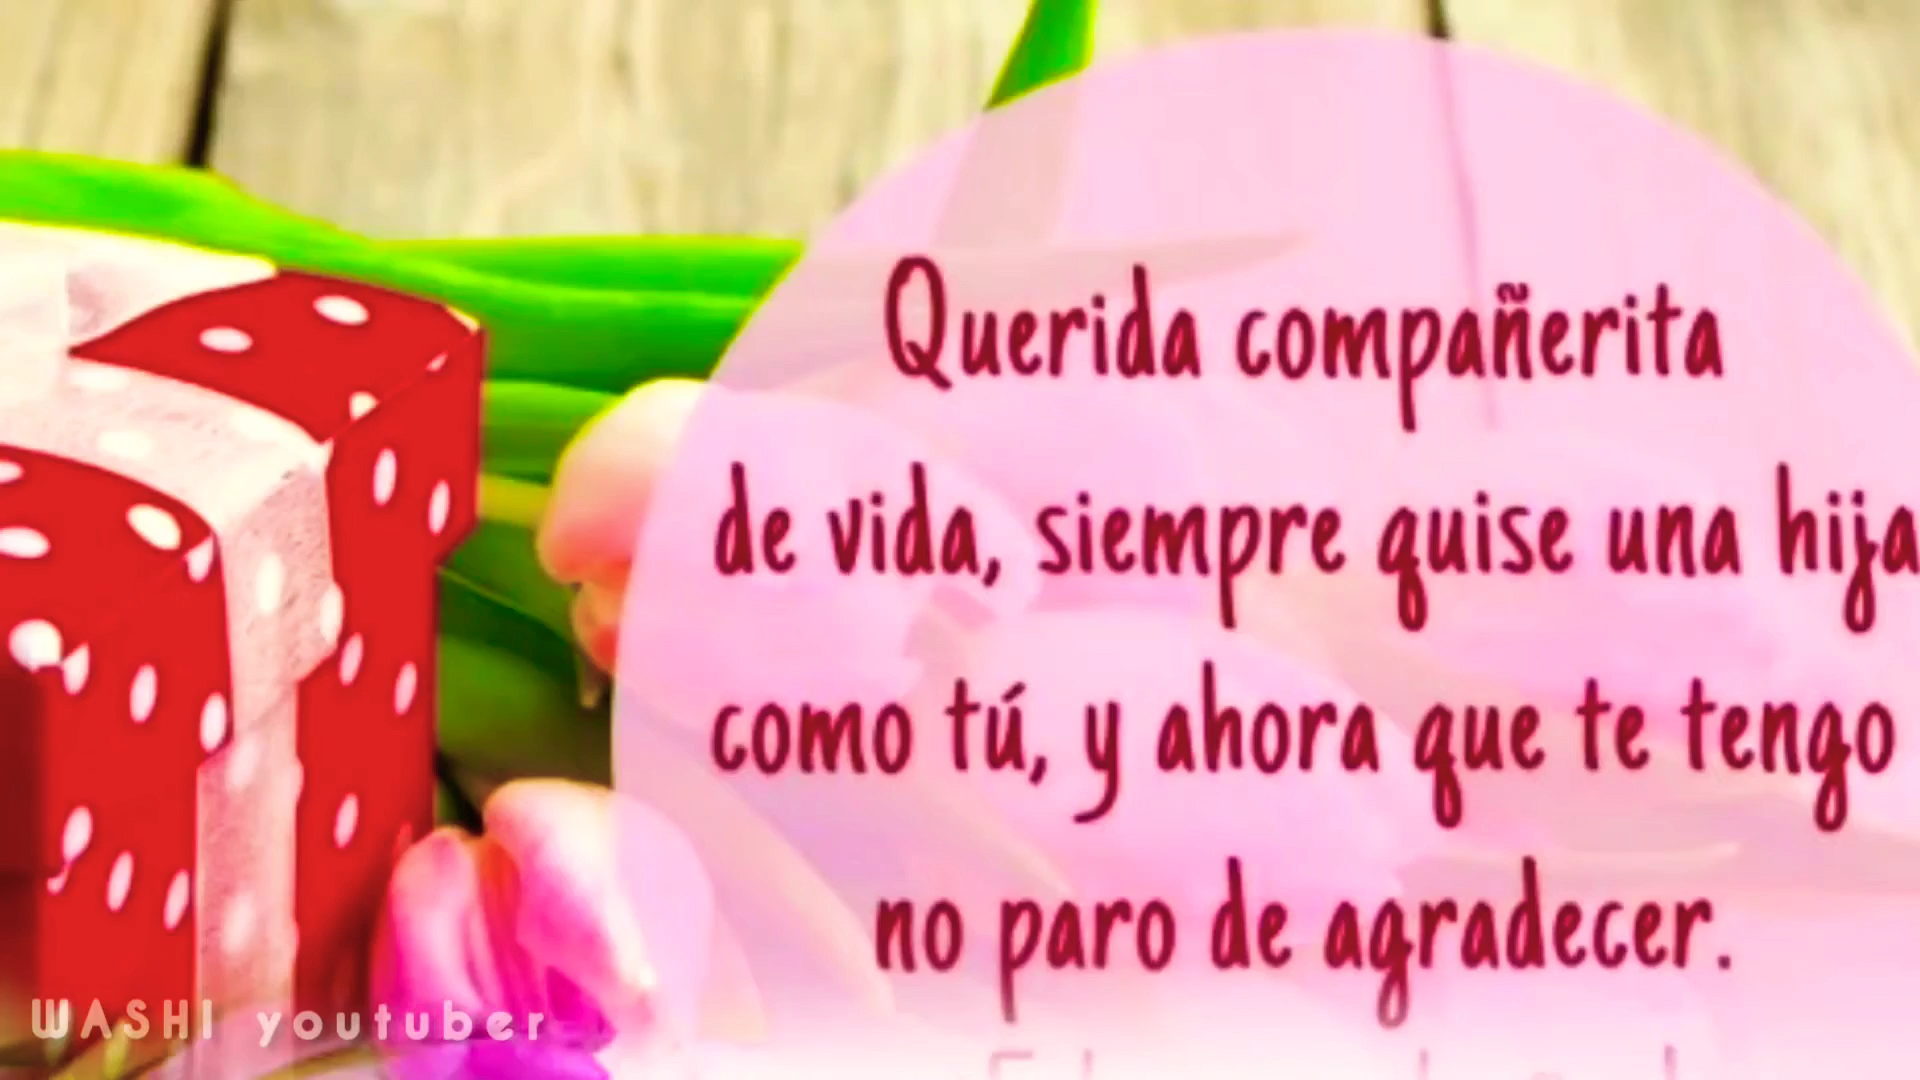 Querida compañerita
de vida, siempre quise una hija
como tú, y ahora que te tengo
no paro de agradecer.
WASHI youtuber